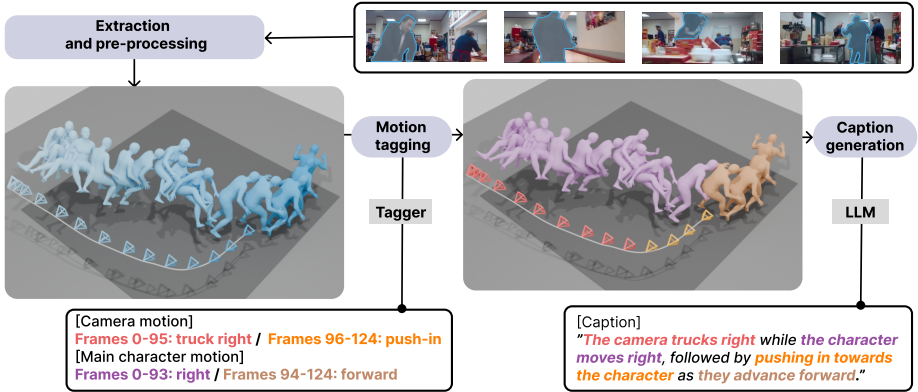 Extraction
and pre-processing
Motion
tagging
Caption
generation
Tagger
LLM
[Camera motion]
Frames 0-95: truck right / Frames 96-124: push-in
[Main character motion]
Frames 0-93: right / Frames 94-124: forward
[Caption]
"The camera trucks right while the character
moves right, followed by pushing in towards
the character as they advance forward."